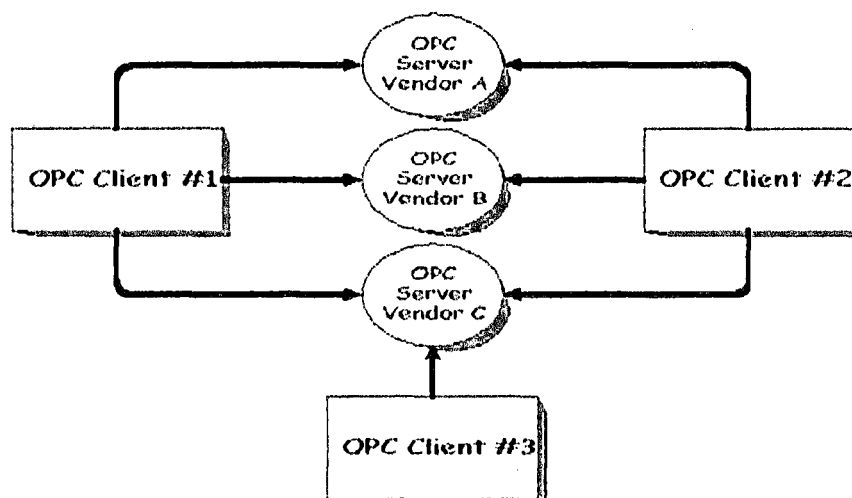 OPC
Server
Vendor A
OPC Client #1
OPC
Server
Vendor B
OPC Client #2
OPC
Server
Vendor C
OPC Client #3